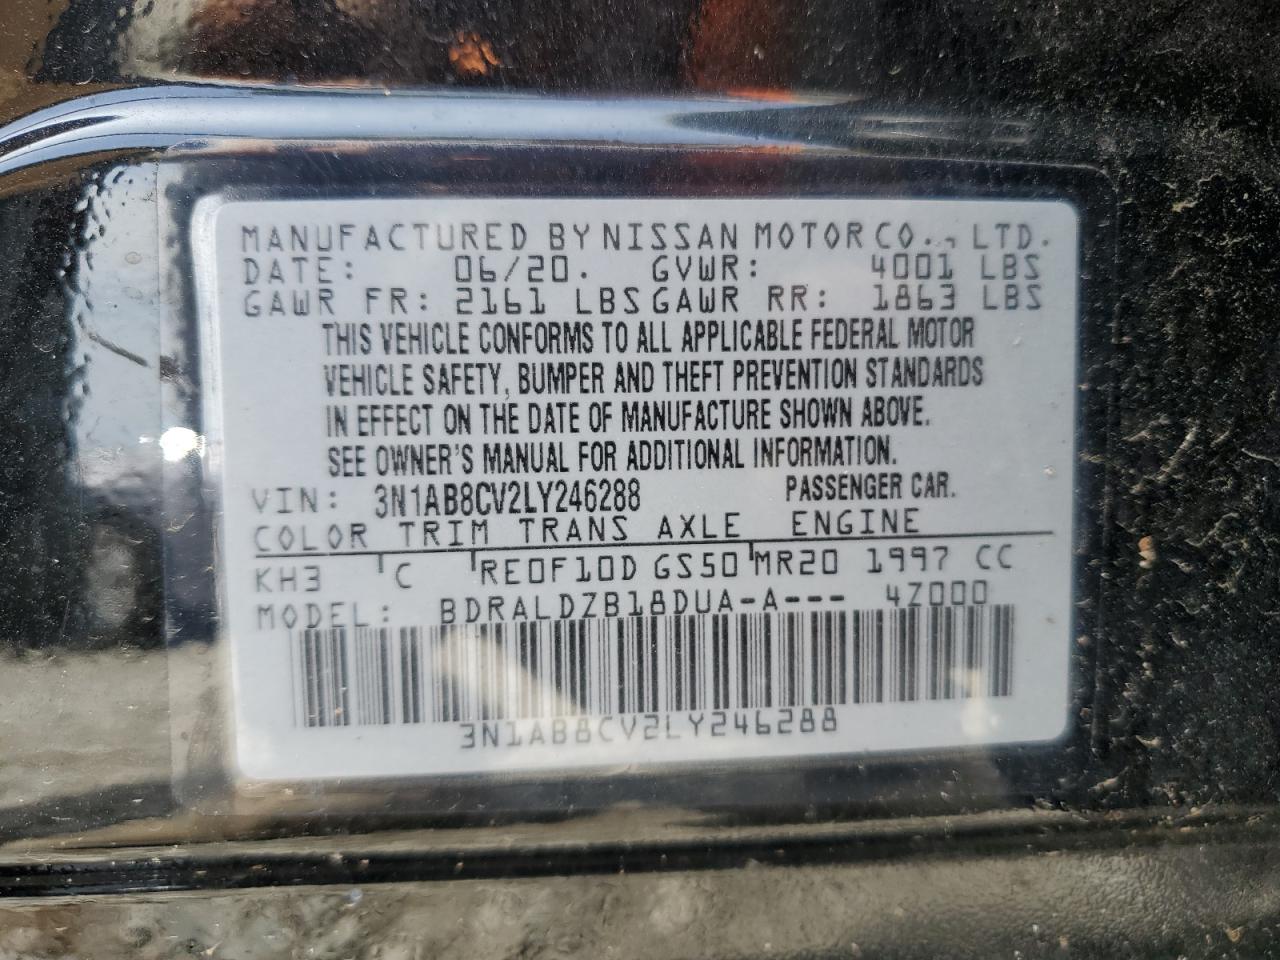 MANUFACTURED BY NISSAN MOTOR CO., LTD.
DATE: 06/20. GVWR: 4001 LBS
GAWR FR: 2161 LBS GAWR RR: 1863 LBS
THIS VEHICLE CONFORMS TO ALL APPLICABLE FEDERAL MOTOR
VEHICLE SAFETY, BUMPER AND THEFT PREVENTION STANDARDS
IN EFFECT ON THE DATE OF MANUFACTURE SHOWN ABOVE.
SEE OWNER'S MANUAL FOR ADDITIONAL INFORMATION.
VIN: 3N1AB8CV2LY246288 PASSENGER CAR.
COLOR TRIM TRANS AXLE ENGINE
KH3 C RE0F10D GS50 MR20 1997 CC
MODEL: BDRALDZB18DUA-A--- 4Z000
3N1AB8CV2LY246288